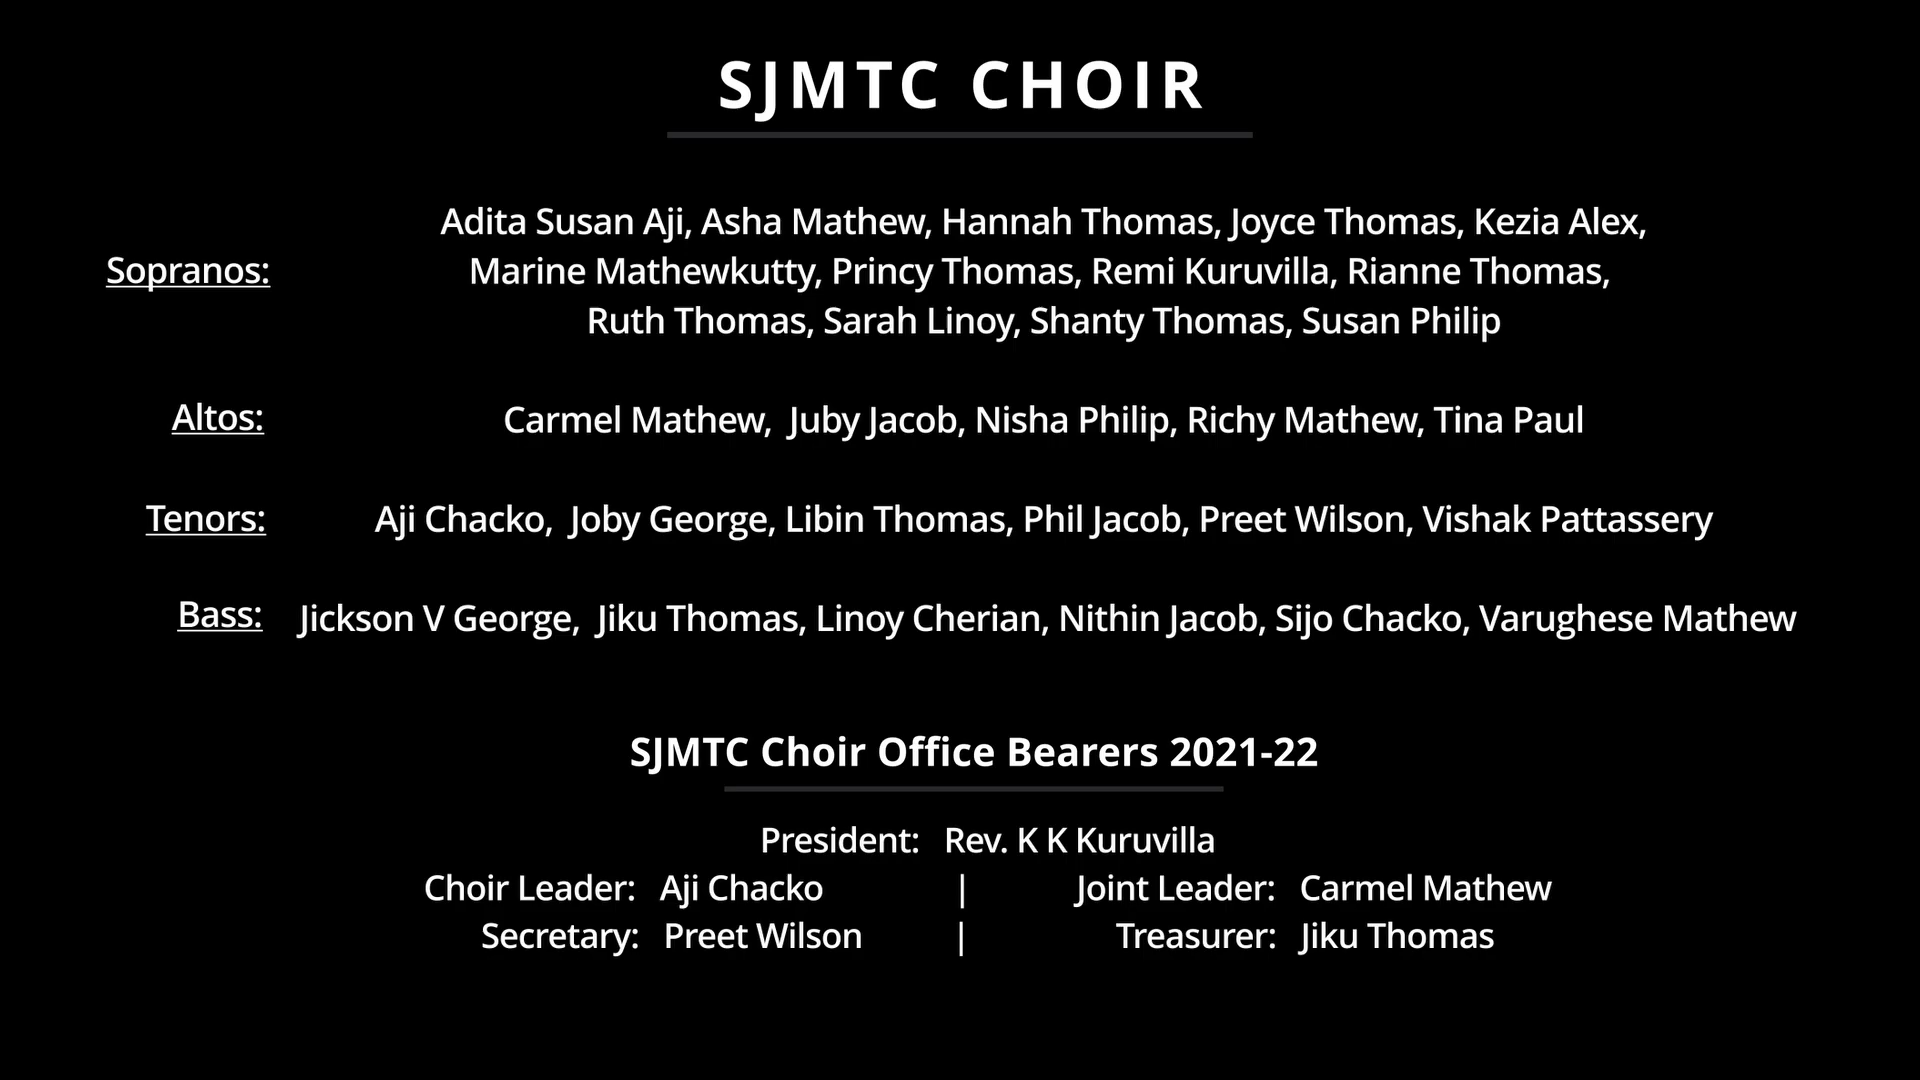 SJMTC CHOIR
Adita Susan Aji, Asha Mathew, Hannah Thomas, Joyce Thomas, Kezia Alex,
Sopranos: Marine Mathewkutty, Princy Thomas, Remi Kuruvilla, Rianne Thomas,
Ruth Thomas, Sarah Linoy, Shanty Thomas, Susan Philip
Altos: Carmel Mathew, Juby Jacob, Nisha Philip, Richy Mathew, Tina Paul
Tenors: Aji Chacko, Joby George, Libin Thomas, Phil Jacob, Preet Wilson, Vishak Pattassery
Bass: Jickson V George, Jiku Thomas, Linoy Cherian, Nithin Jacob, Sijo Chacko, Varughese Mathew
SJMTC Choir Office Bearers 2021-22
President: Rev. K K Kuruvilla
Choir Leader: Aji Chacko | Joint Leader: Carmel Mathew
Secretary: Preet Wilson | Treasurer: Jiku Thomas